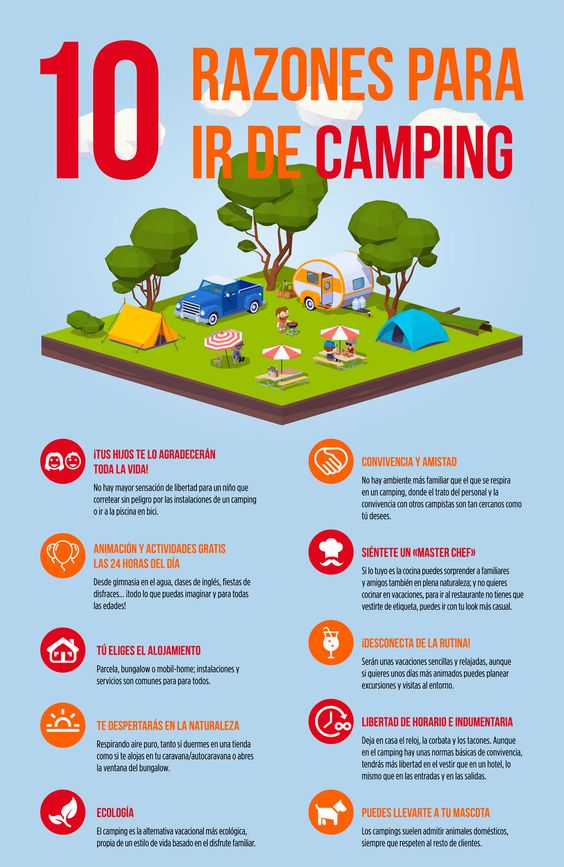 10 RAZONES PARA
IR DE CAMPING
¡TUS HIJOS TE LO AGRADECERÁN
TODA LA VIDA!
No hay mayor sensación de libertad para un niño que
corretear sin peligro por las instalaciones de un camping
o ir a la piscina en bici.
ANIMACIÓN Y ACTIVIDADES GRATIS
LAS 24 HORAS DEL DÍA
Desde gimnasia en el agua, clases de inglés, fiestas de
disfraces... ¡todo lo que puedas imaginar y para todas
las edades!
TÚ ELIGES EL ALOJAMIENTO
Parcela, bungalow o mobil-home; instalaciones y
servicios son comunes para para todos.
TE DESPERTARÁS EN LA NATURALEZA
Respirando aire puro, tanto si duermes en una tienda
como si te alojas en tu caravana/autocaravana o abres
la ventana del bungalow.
ECOLOGÍA
El camping es la alternativa vacacional más ecológica,
propia de un estilo de vida basado en el disfrute familiar.
CONVIVENCIA Y AMISTAD
No hay ambiente más familiar que el que se respira
en un camping, donde el trato del personal y la
convivencia con otros campistas son tan cercanos como
tú desees.
SIÉNTETE UN «MASTER CHEF»
Si lo tuyo es la cocina puedes sorprender a familiares
y amigos también en plena naturaleza; y no quieres
cocinar en vacaciones, para ir al restaurante no tienes que
vestirte de etiqueta, puedes ir con tu look más casual.
¡DESCONECTA DE LA RUTINA!
Serán unas vacaciones sencillas y relajadas, aunque
si quieres unos días más animados puedes planear
excursiones y visitas al entorno.
LIBERTAD DE HORARIO E INDUMENTARIA
Deja en casa el reloj, la corbata y los tacones. Aunque
en el camping hay unas normas básicas de convivencia,
tendrás más libertad en el vestir que en un hotel, lo
mismo que en las entradas y en las salidas.
PUEDES LLEVARTE A TU MASCOTA
Los campings suelen admitir animales domésticos,
siempre que respeten al resto de clientes.